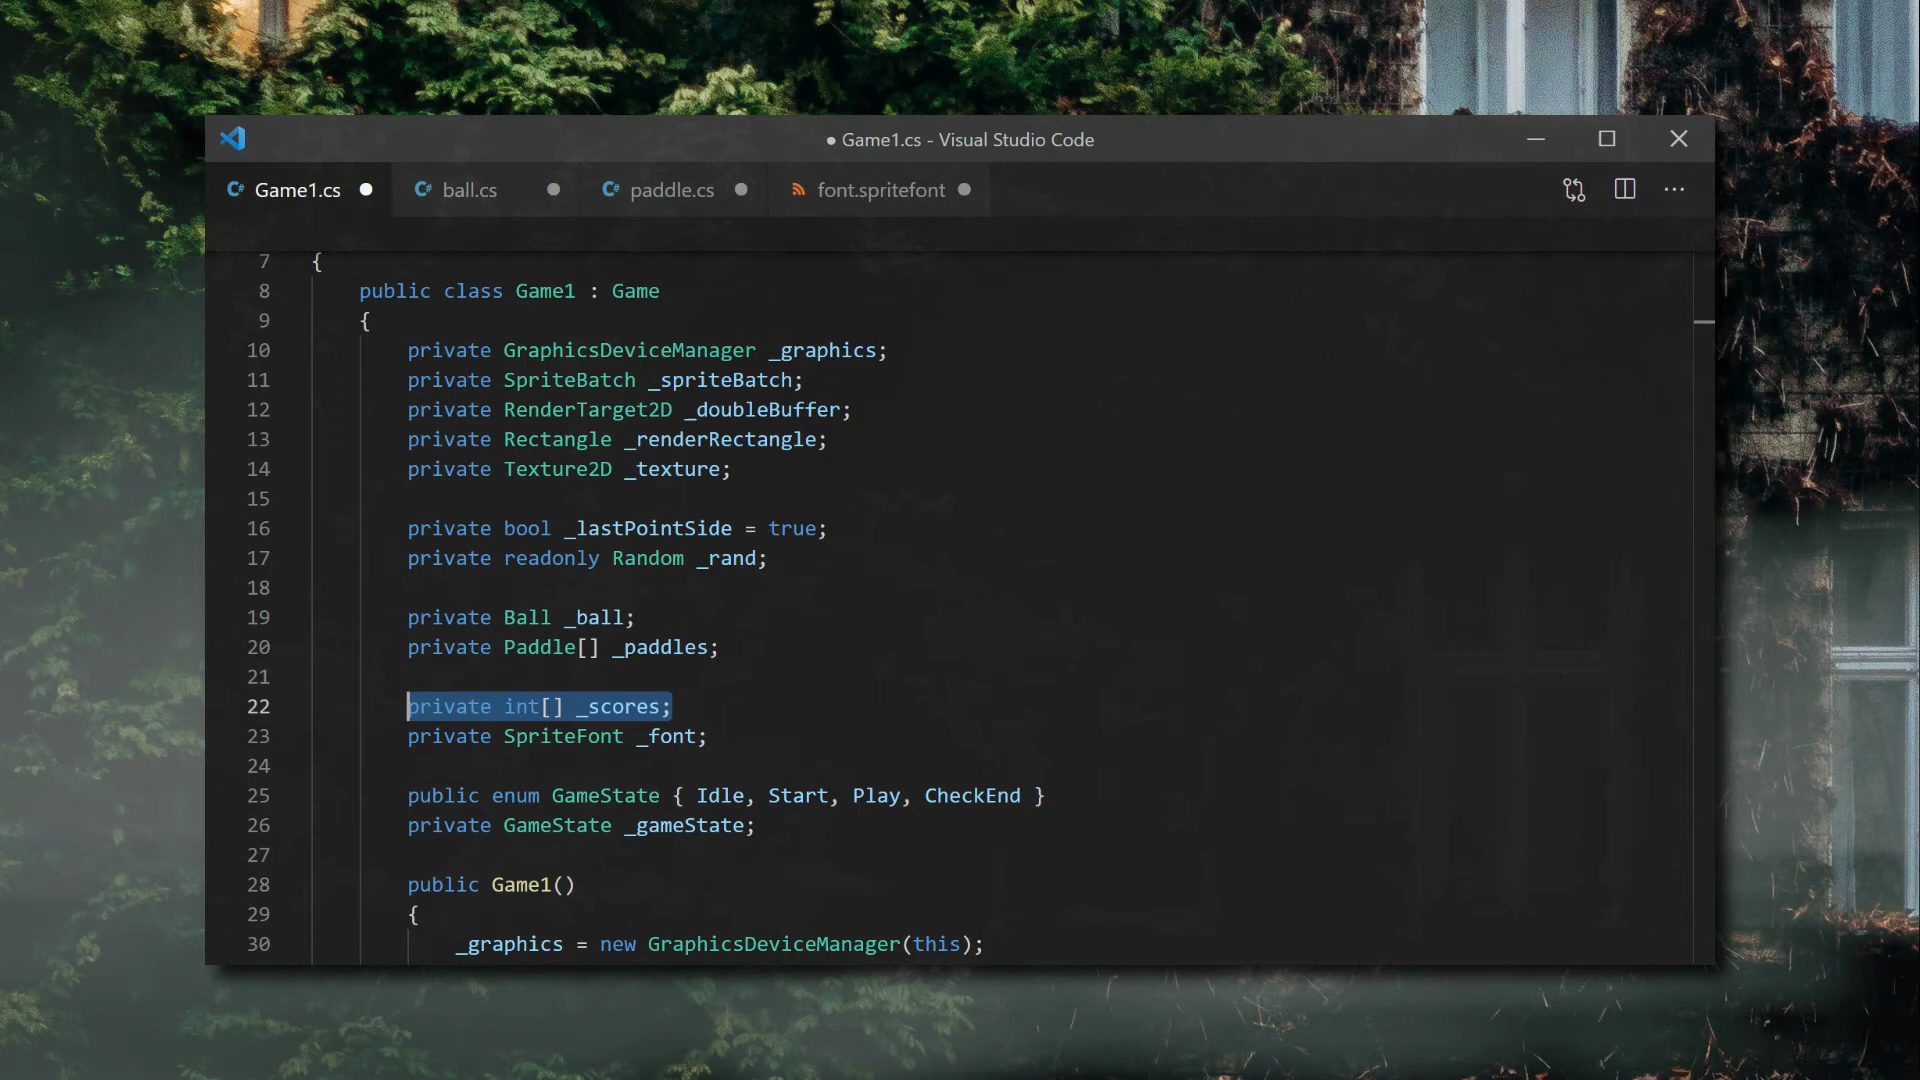 ● Game1.cs - Visual Studio Code
Game1.cs ● ball.cs ● paddle.cs ● font.spritefont ●
7 {
8 public class Game1 : Game
9 {
10 private GraphicsDeviceManager _graphics;
11 private SpriteBatch _spriteBatch;
12 private RenderTarget2D _doubleBuffer;
13 private Rectangle _renderRectangle;
14 private Texture2D _texture;
15
16 private bool _lastPointSide = true;
17 private readonly Random _rand;
18
19 private Ball _ball;
20 private Paddle[] _paddles;
21
22 private int[] _scores;
23 private SpriteFont _font;
24
25 public enum GameState { Idle, Start, Play, CheckEnd }
26 private GameState _gameState;
27
28 public Game1()
29 {
30 _graphics = new GraphicsDeviceManager(this);